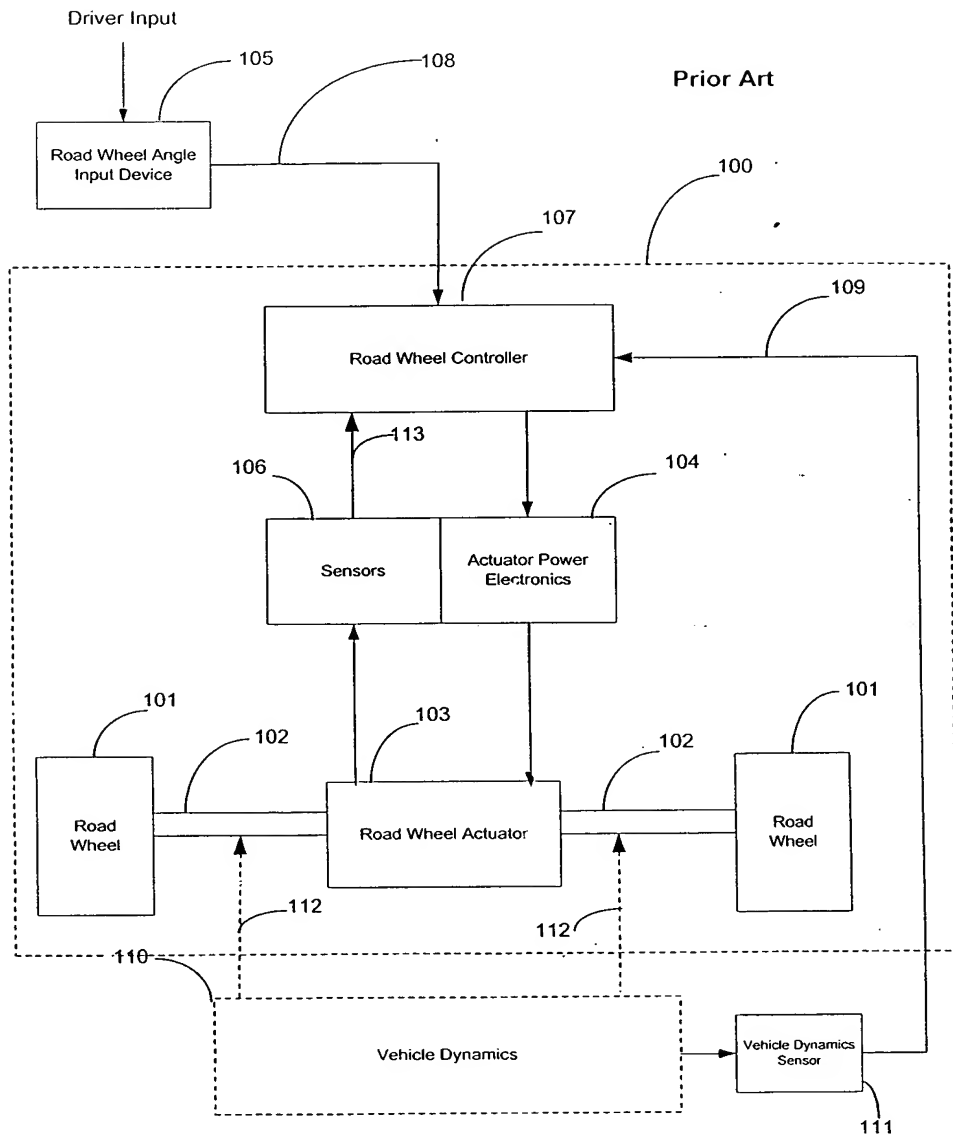 Driver Input
105
108
Prior Art
Road Wheel Angle
Input Device
100
107
109
Road Wheel Controller
113
106
104
Sensors
Actuator Power
Electronics
101
102
103
102
101
Road
Wheel
Road Wheel Actuator
Road
Wheel
112
112
110
Vehicle Dynamics
Vehicle Dynamics
Sensor
111